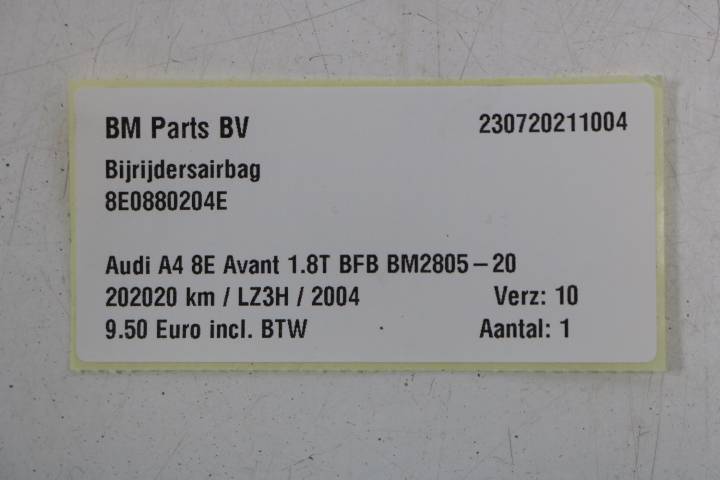 BM Parts BV 230720211004
Bijrijdersairbag
8E0880204E
Audi A4 8E Avant 1.8T BFB BM2805-20
202020 km / LZ3H / 2004 Verz: 10
9.50 Euro incl. BTW Aantal: 1